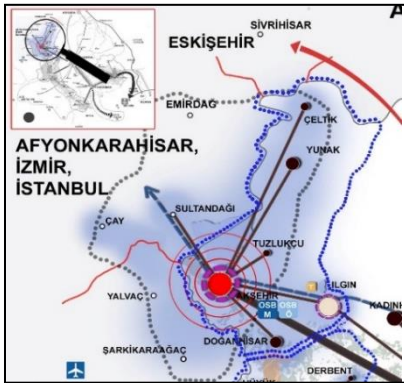 SİVRİHİSAR
A
ESKİŞEHİR
EMİRDAĞ
ÇELTİK
AFYONKARAHİSAR,
İZMİR,
İSTANBUL
YUNAK
SULTANDAĞI
ÇAY
TUZLUKÇU
AKŞEHİR
ILGIN
YALVAÇ
OSB OSB
M Ö
KADINH
DOĞANHİSAR
ŞARKİKARAAĞAÇ
DERBENT